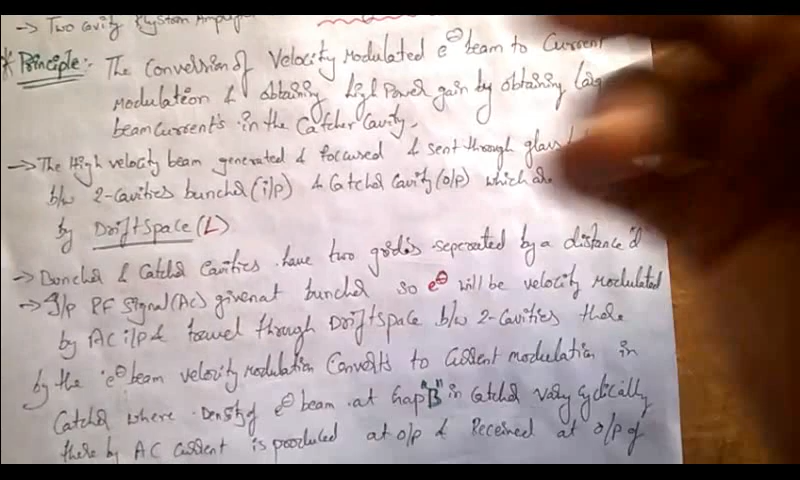 → Two Cavity Klystron Amplifier
* Principle:- The Conversion of Velocity Modulated e⊖ beam to Current
Modulation & obtaining high Power gain by obtaining
beam Current's in the Catcher Cavity.
→ The High velocity beam generated & focussed & sent through glass
b/w 2-Cavities buncher (i/p) & Catcher Cavity (o/p) which are
by Drift Space (L)
→ Buncher & Catcher Cavities have two grids seperated by a distance 'd'
→ I/p RF Signal (AC) given at buncher so e⊖ will be velocity modulated
by AC i/p & travel through Drift space b/w 2-Cavities there
by the e⊖ beam velocity Modulation Converts to Current modulation in
Catcher where Density of e⊖ beam at Gap "B" in Catcher Vary Cyclically
there by AC Current is produced at o/p & Received at o/p of